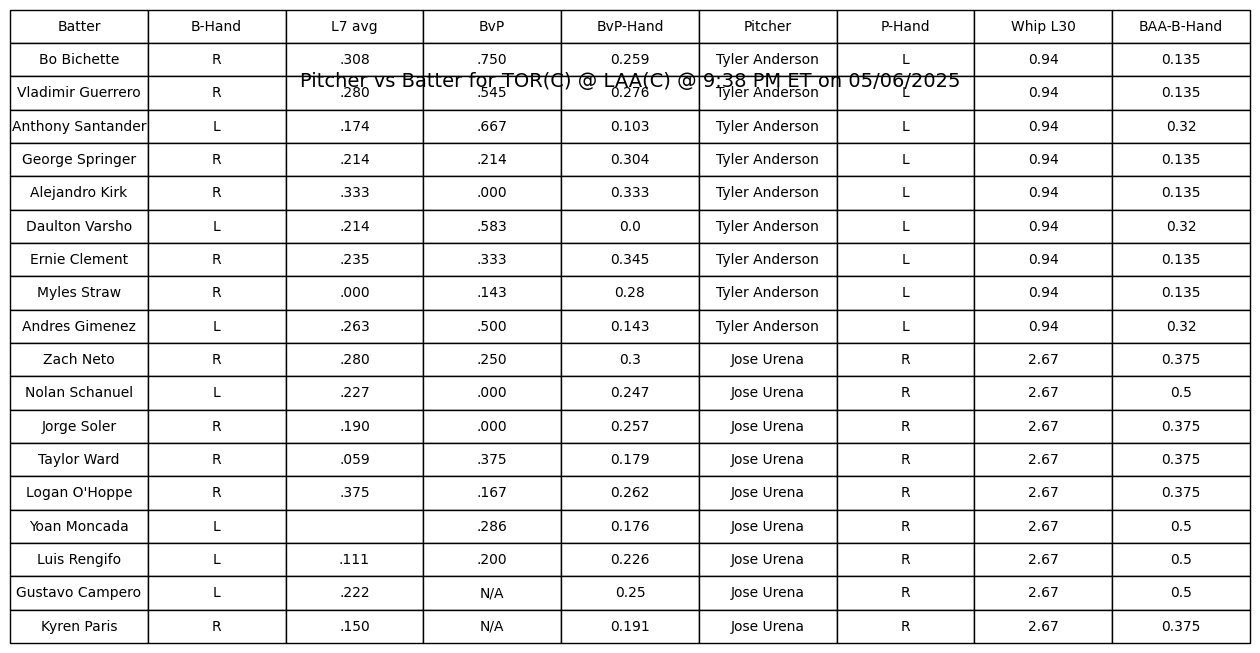 Batter B-Hand L7 avg BvP BvP-Hand Pitcher P-Hand Whip L30 BAA-B-Hand
Bo Bichette R .308 .750 0.259 Tyler Anderson L 0.94 0.135
Pitcher vs Batter for TOR(C) @ LAA(C) @ 9:38 PM ET on 05/06/2025
Vladimir Guerrero R .280 .545 0.276 Tyler Anderson L 0.94 0.135
Anthony Santander L .174 .667 0.103 Tyler Anderson L 0.94 0.32
George Springer R .214 .214 0.304 Tyler Anderson L 0.94 0.135
Alejandro Kirk R .333 .000 0.333 Tyler Anderson L 0.94 0.135
Daulton Varsho L .214 .583 0.0 Tyler Anderson L 0.94 0.32
Ernie Clement R .235 .333 0.345 Tyler Anderson L 0.94 0.135
Myles Straw R .000 .143 0.28 Tyler Anderson L 0.94 0.135
Andres Gimenez L .263 .500 0.143 Tyler Anderson L 0.94 0.32
Zach Neto R .280 .250 0.3 Jose Urena R 2.67 0.375
Nolan Schanuel L .227 .000 0.247 Jose Urena R 2.67 0.5
Jorge Soler R .190 .000 0.257 Jose Urena R 2.67 0.375
Taylor Ward R .059 .375 0.179 Jose Urena R 2.67 0.375
Logan O'Hoppe R .375 .167 0.262 Jose Urena R 2.67 0.375
Yoan Moncada L .286 0.176 Jose Urena R 2.67 0.5
Luis Rengifo L .111 .200 0.226 Jose Urena R 2.67 0.5
Gustavo Campero L .222 N/A 0.25 Jose Urena R 2.67 0.5
Kyren Paris R .150 N/A 0.191 Jose Urena R 2.67 0.375